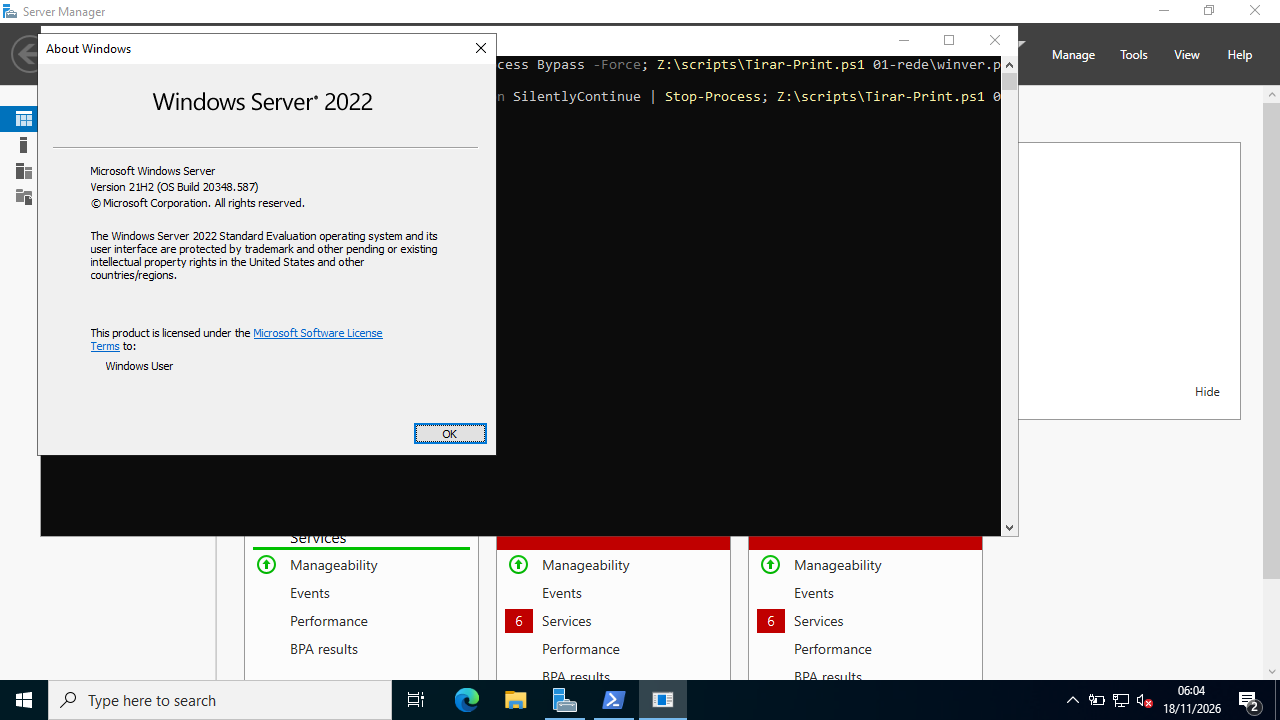 Server Manager
Manage Tools View Help
About Windows
Windows Server® 2022
Microsoft Windows Server
Version 21H2 (OS Build 20348.587)
© Microsoft Corporation. All rights reserved.
The Windows Server 2022 Standard Evaluation operating system and its
user interface are protected by trademark and other pending or existing
intellectual property rights in the United States and other
countries/regions.
This product is licensed under the Microsoft Software License
Terms to:
Windows User
OK
cess Bypass -Force; Z:\scripts\Tirar-Print.ps1 01-rede\winver.p
n SilentlyContinue | Stop-Process; Z:\scripts\Tirar-Print.ps1 0
Hide
Services
Manageability
Events
Performance
BPA results
Manageability
Events
6 Services
Performance
BPA results
Manageability
Events
6 Services
Performance
BPA results
Type here to search
06:04
18/11/2026
2